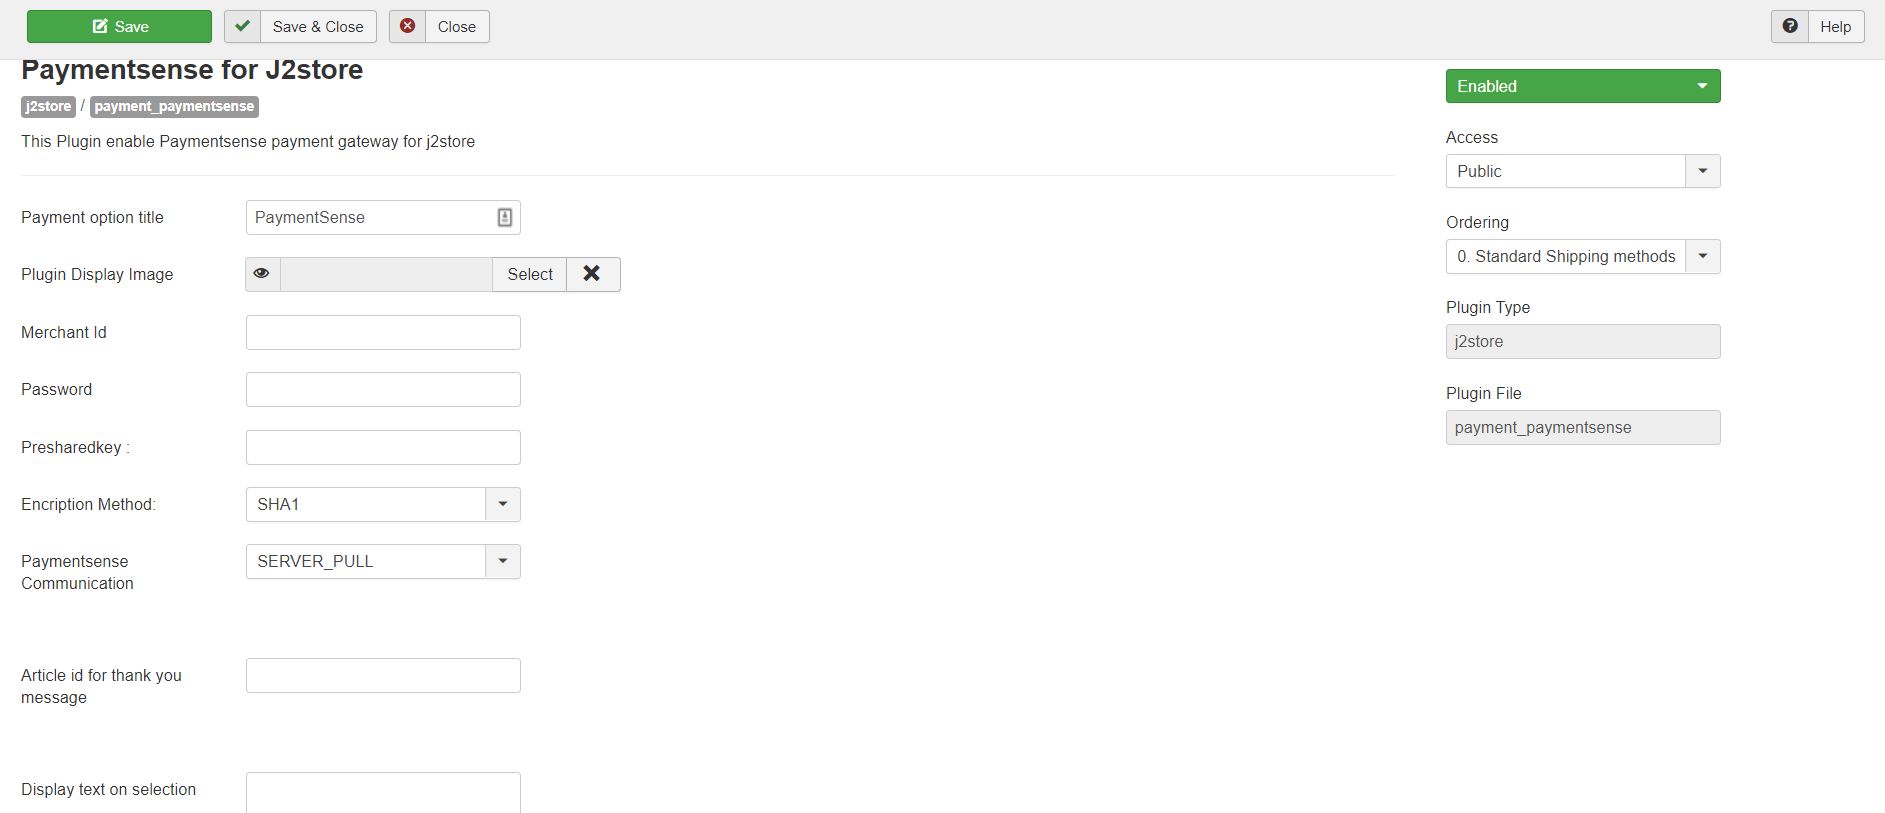 Save
Save & Close
Close
Help
Paymentsense for J2store
j2store / payment_paymentsense
This Plugin enable Paymentsense payment gateway for j2store
Payment option title
PaymentSense
Plugin Display Image
Select
Merchant Id
Password
Presharedkey :
Encription Method:
SHA1
Paymentsense
Communication
SERVER_PULL
Article id for thank you
message
Display text on selection
Enabled
Access
Public
Ordering
0. Standard Shipping methods
Plugin Type
j2store
Plugin File
payment_paymentsense